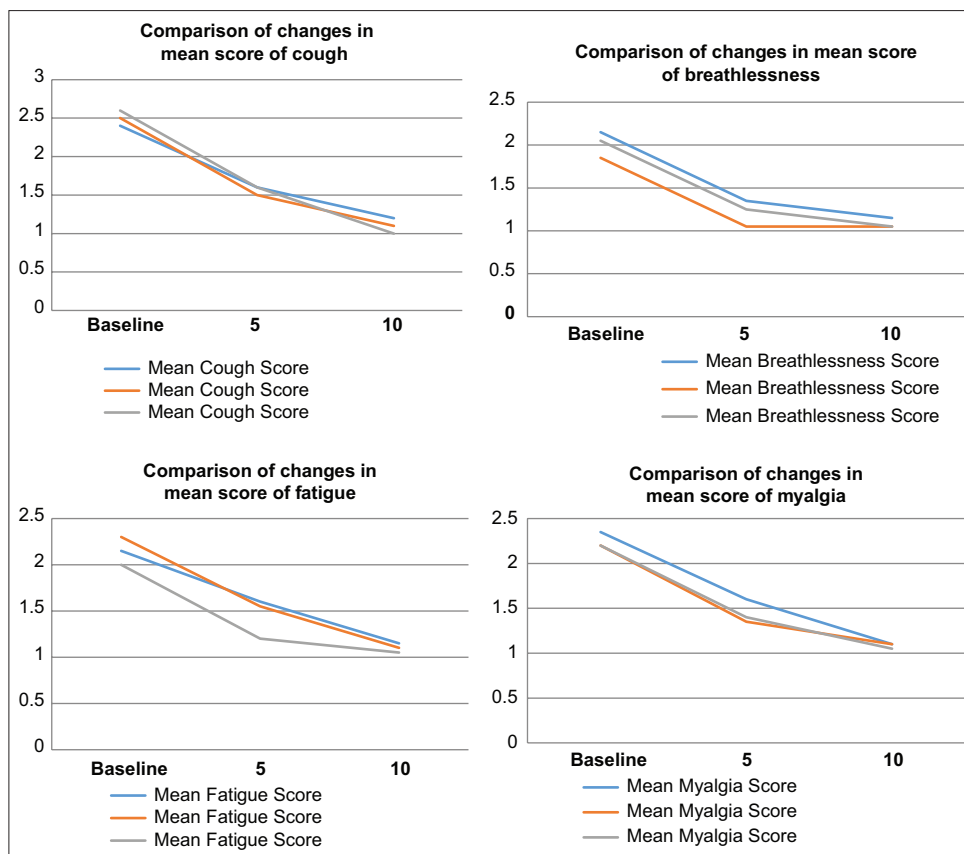 Comparison of changes in
mean score of cough
3
2.5
2
1.5
1
0.5
0
Baseline 5 10
Mean Cough Score
Mean Cough Score
Mean Cough Score
Comparison of changes in mean score
of breathlessness
2.5
2
1.5
1
0.5
0
Baseline 5 10
Mean Breathlessness Score
Mean Breathlessness Score
Mean Breathlessness Score
Comparison of changes in
mean score of fatigue
2.5
2
1.5
1
0.5
0
Baseline 5 10
Mean Fatigue Score
Mean Fatigue Score
Mean Fatigue Score
Comparison of changes in
mean score of myalgia
2.5
2
1.5
1
0.5
0
Baseline 5 10
Mean Myalgia Score
Mean Myalgia Score
Mean Myalgia Score